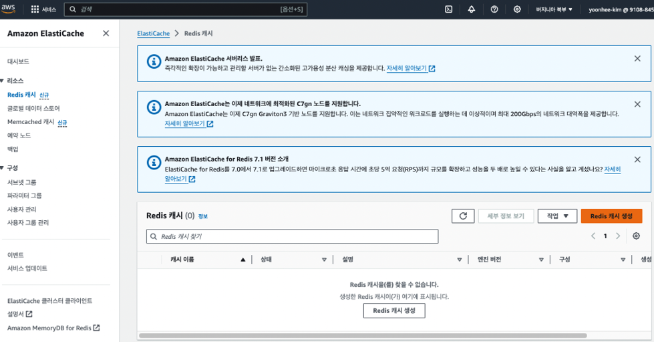 aws
서비스
검색
[옵션+S]
버지니아 북부
yoonhee-kim @ 9108-845
Amazon ElastiCache
ElastiCache
Redis 캐시
대시보드
리소스
Redis 캐시 신규
글로벌 데이터 스토어
Memcached 캐시 신규
예약 노드
백업
구성
서브넷 그룹
파라미터 그룹
사용자 관리
사용자 그룹 관리
이벤트
서비스 업데이트
ElastiCache 클러스터 클라이언트
설명서
Amazon MemoryDB for Redis
Amazon ElastiCache 서버리스 발표.
즉각적인 확장이 가능하고 관리할 서버가 없는 간소화된 고가용성 분산 캐싱을 제공합니다. 자세히 알아보기
Amazon ElastiCache는 이제 네트워크에 최적화된 C7gn 노드를 지원합니다.
Amazon ElastiCache는 이제 C7gn Graviton3 기반 노드를 지원합니다. 이는 네트워크 집약적인 워크로드를 실행하는 데 이상적이며 최대 200Gbps의 네트워크 대역폭을 제공합니다.
자세히 알아보기
Amazon ElastiCache for Redis 7.1 버전 소개
ElastiCache for Redis를 7.0에서 7.1로 업그레이드하면 마이크로초 응답 시간에 초당 5억 요청(RPS)까지 규모를 확장하고 성능을 두 배로 높일 수 있다는 사실을 알고 계셨나요? 자세히
알아보기
Redis 캐시 (0) 정보
세부 정보 보기
작업
Redis 캐시 생성
Redis 캐시 찾기
1
캐시 이름
상태
설명
엔진 버전
구성
생성
Redis 캐시을(를) 찾을 수 없습니다.
생성한 Redis 캐시이(가) 여기에 표시됩니다.
Redis 캐시 생성